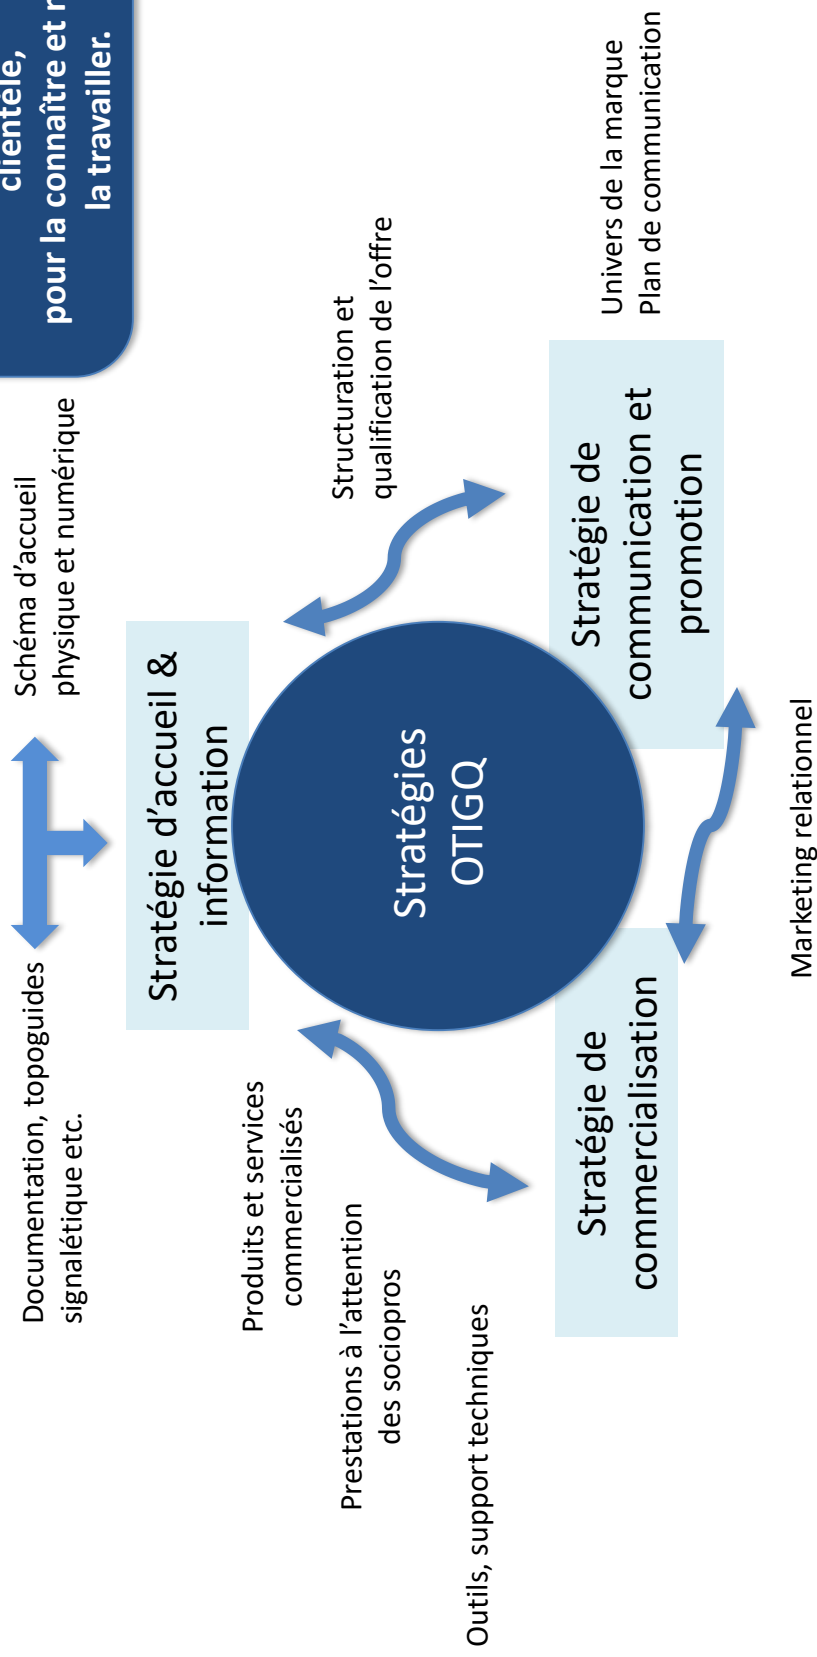 clientèle,
pour la connaître et
la travailler.
Documentation, topoguides
signalétique etc.
Schéma d’accueil
physique et numérique
Stratégie d’accueil &
information
Produits et services
commercialisés
Prestations à l’attention
des sociopros
Outils, support techniques
Structuration et
qualification de l’offre
Stratégies
OTIGQ
Stratégie de
commercialisation
Stratégie de
communication et
promotion
Univers de la marque
Plan de communication
Marketing relationnel